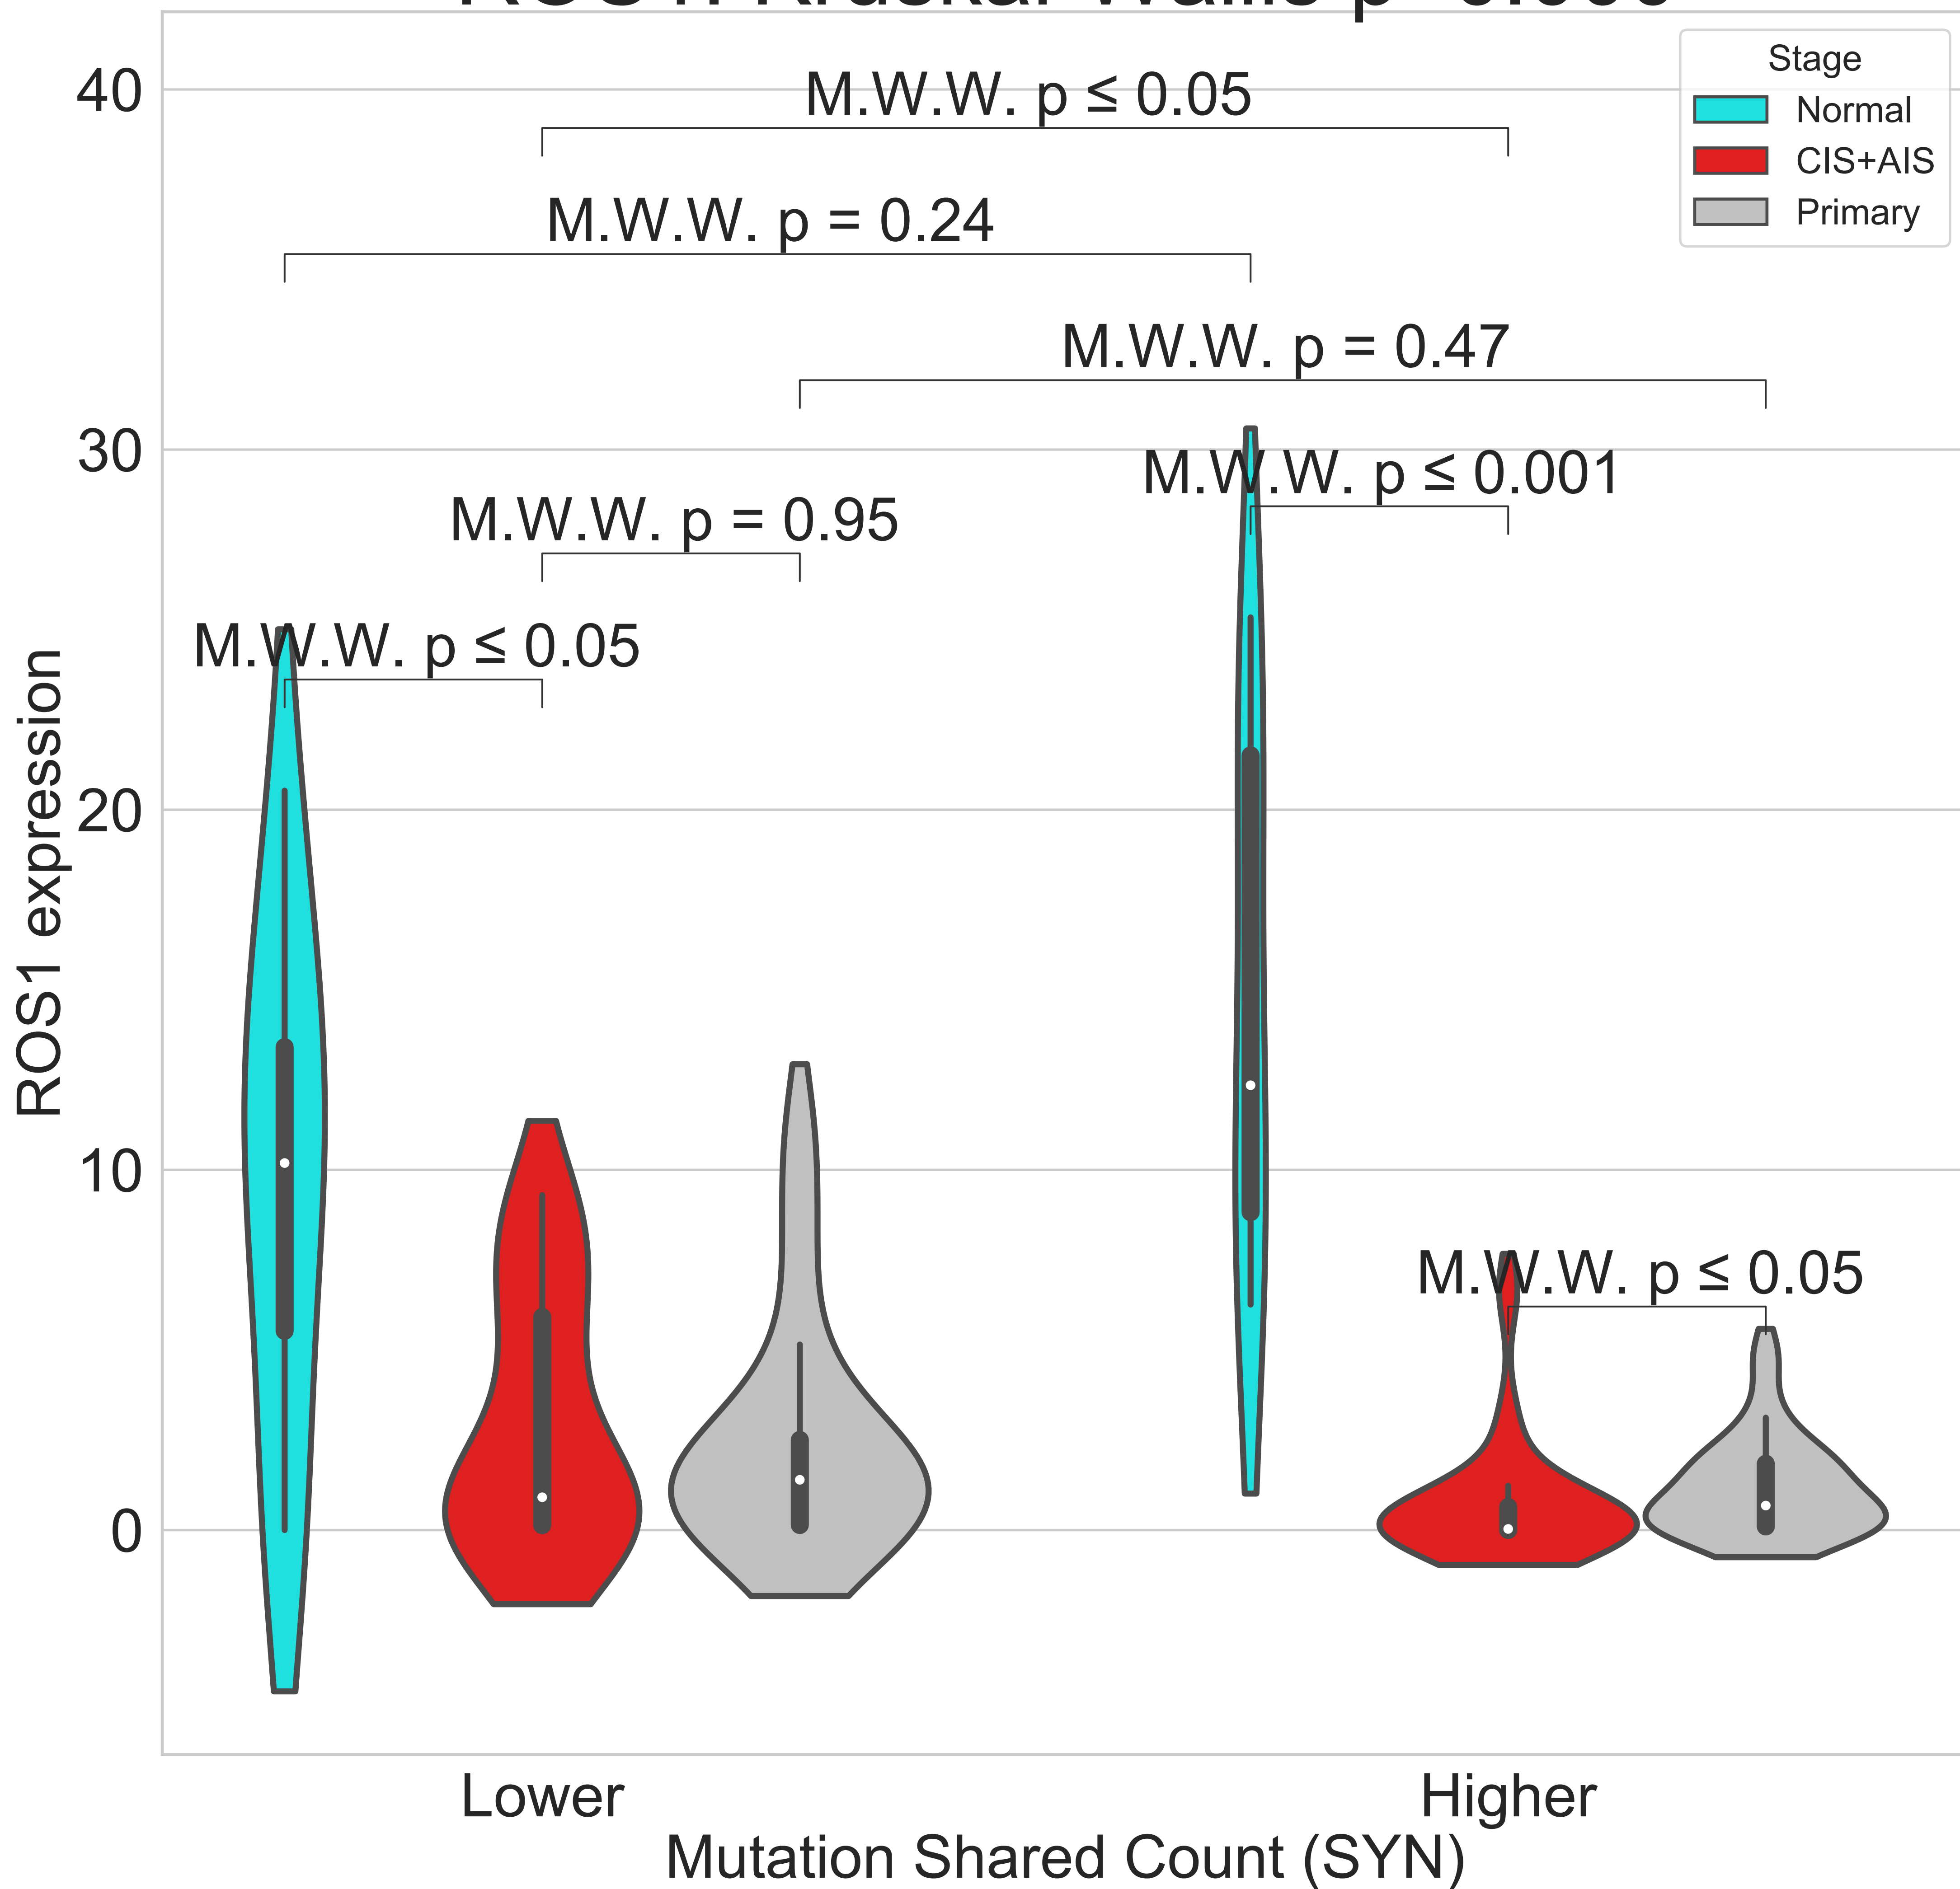 40
30
20
10
0
ROS1 expression
Stage
Normal
CIS+AIS
Primary
M.W.W. p ≤ 0.05
M.W.W. p = 0.24
M.W.W. p = 0.47
M.W.W. p ≤ 0.001
M.W.W. p = 0.95
M.W.W. p ≤ 0.05
M.W.W. p ≤ 0.05
Lower
Higher
Mutation Shared Count (SYN)